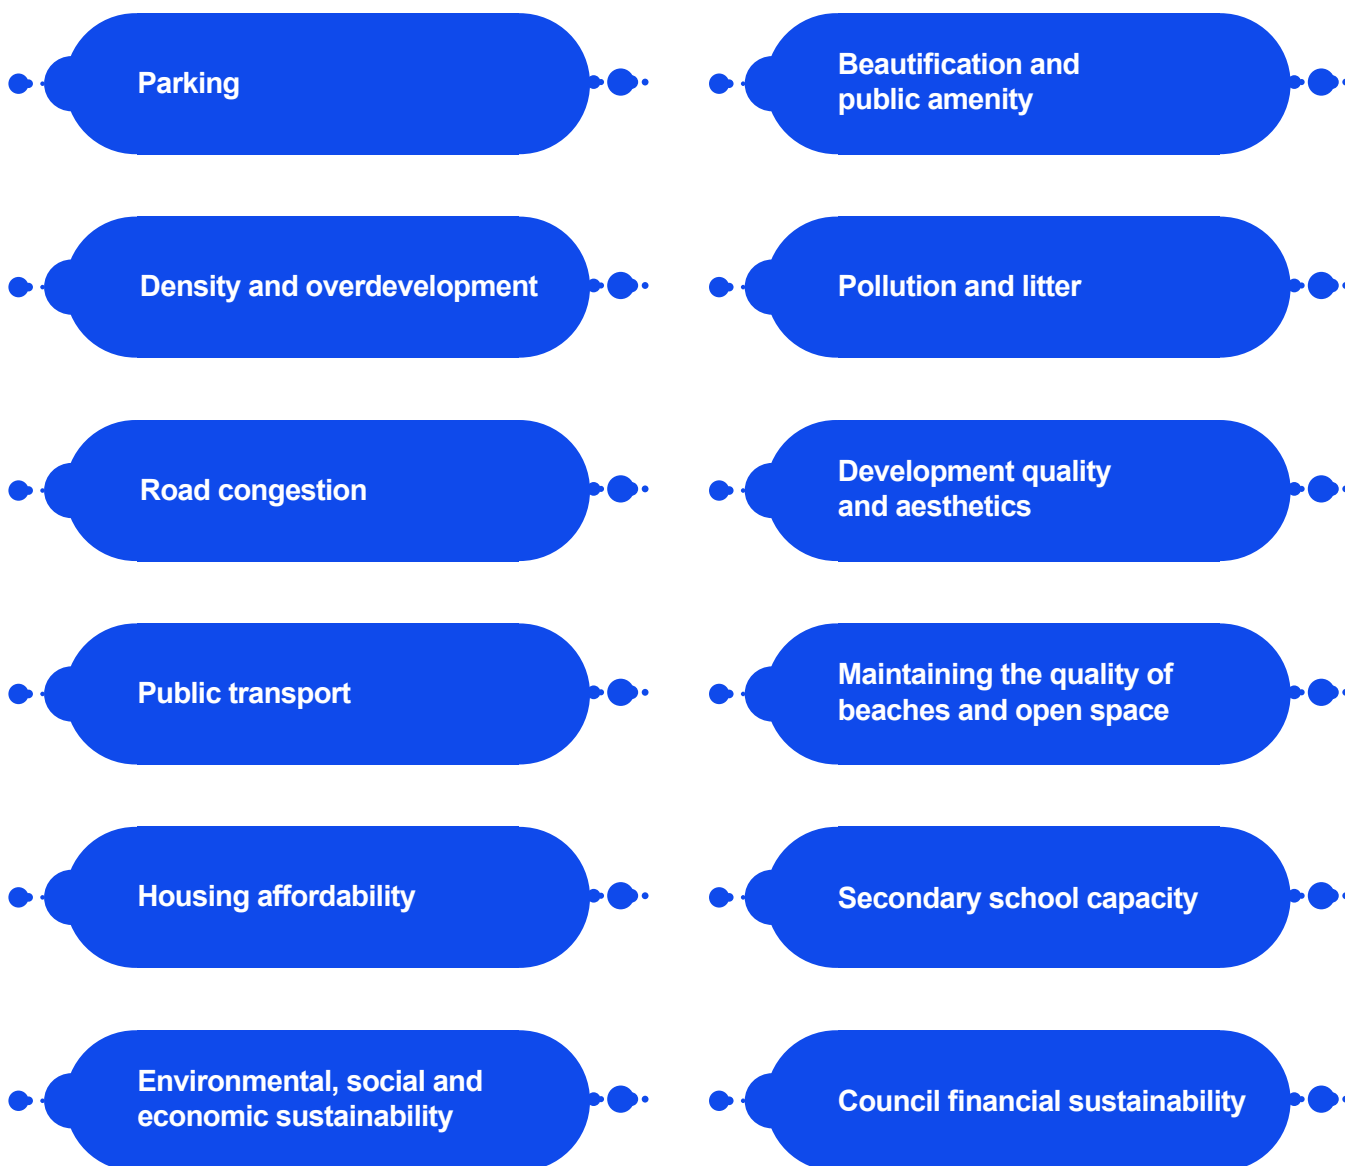 Parking
Beautification and
public amenity
Density and overdevelopment
Pollution and litter
Road congestion
Development quality
and aesthetics
Public transport
Maintaining the quality of
beaches and open space
Housing affordability
Secondary school capacity
Environmental, social and
economic sustainability
Council financial sustainability